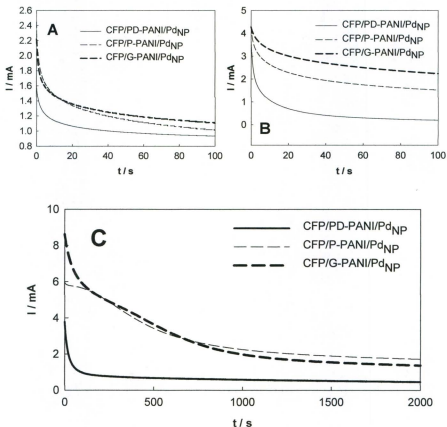 A
CFP/PD-PANI/PdNP
CFP/P-PANI/PdNP
CFP/G-PANI/PdNP
I / mA
2.6
2.4
2.2
2.0
1.8
1.6
1.4
1.2
1.0
0.8
0 20 40 60 80 100
t / s
B
CFP/PD-PANI/PdNP
CFP/P-PANI/PdNP
CFP/G-PANI/PdNP
I / mA
5
4
3
2
1
0
0 20 40 60 80 100
t / s
C
CFP/PD-PANI/PdNP
CFP/P-PANI/PdNP
CFP/G-PANI/PdNP
I / mA
10
8
6
4
2
0
0 500 1000 1500 2000
t / s